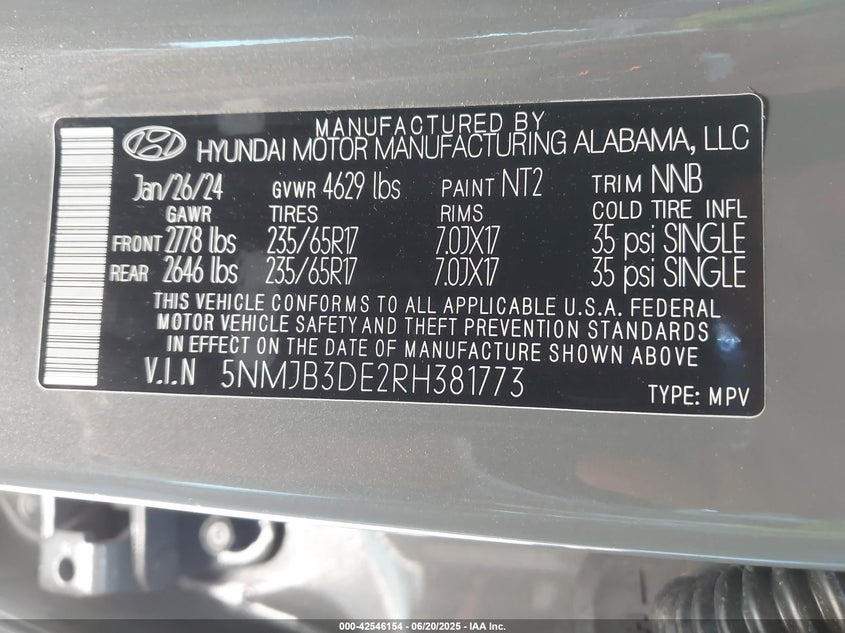 MANUFACTURED BY
HYUNDAI MOTOR MANUFACTURING ALABAMA, LLC
Jan/26/24 GVWR 4629 lbs PAINT NT2 TRIM NNB
GAWR TIRES RIMS COLD TIRE INFL
FRONT 2778 lbs 235/65R17 7.0JX17 35 psi SINGLE
REAR 2646 lbs 235/65R17 7.0JX17 35 psi SINGLE
THIS VEHICLE CONFORMS TO ALL APPLICABLE U.S.A. FEDERAL
MOTOR VEHICLE SAFETY AND THEFT PREVENTION STANDARDS
IN EFFECT ON THE DATE OF MANUFACTURE SHOWN ABOVE
V.I.N 5NMJB3DE2RH381773
TYPE: MPV
000-42546154 - 06/20/2025 - IAA Inc.